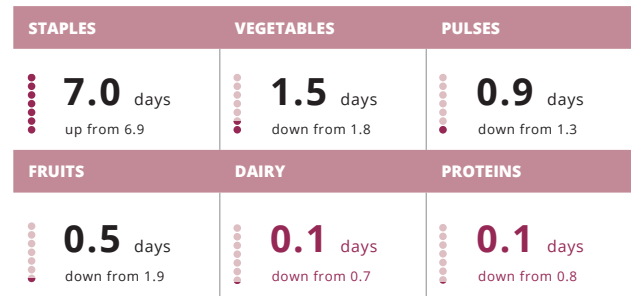 STAPLES VEGETABLES PULSES
7.0 days 1.5 days 0.9 days
up from 6.9 down from 1.8 down from 1.3
FRUITS DAIRY PROTEINS
0.5 days 0.1 days 0.1 days
down from 1.9 down from 0.7 down from 0.8